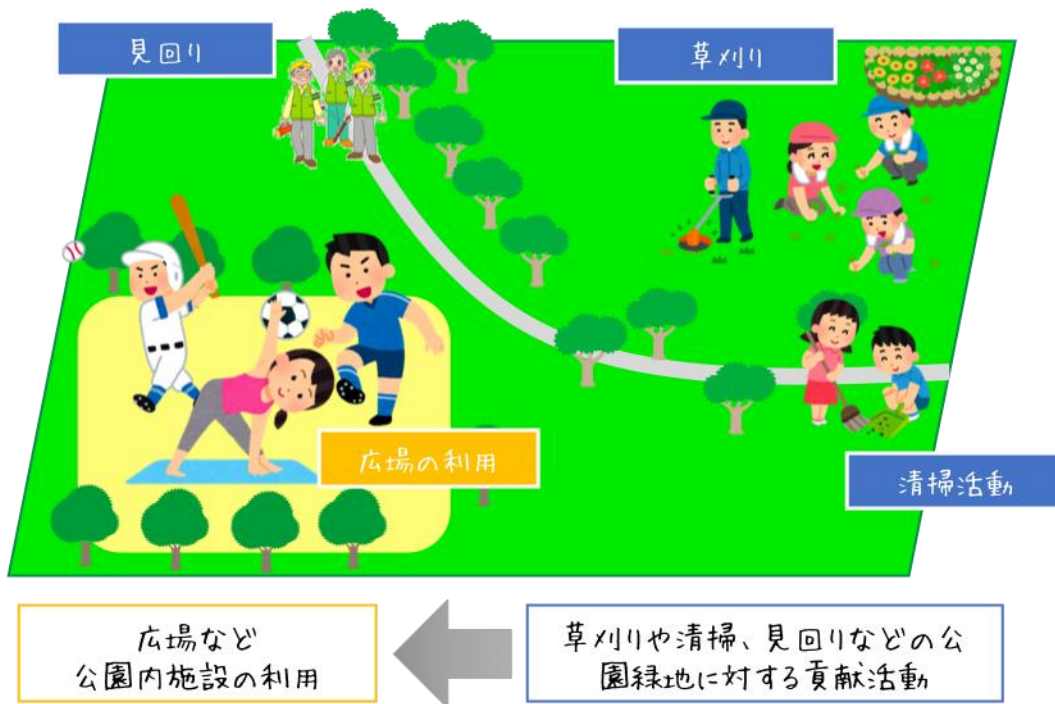 見回り
草刈り
広場の利用
清掃活動
広場など
公園内施設の利用
草刈りや清掃、見回りなどの公
園緑地に対する貢献活動